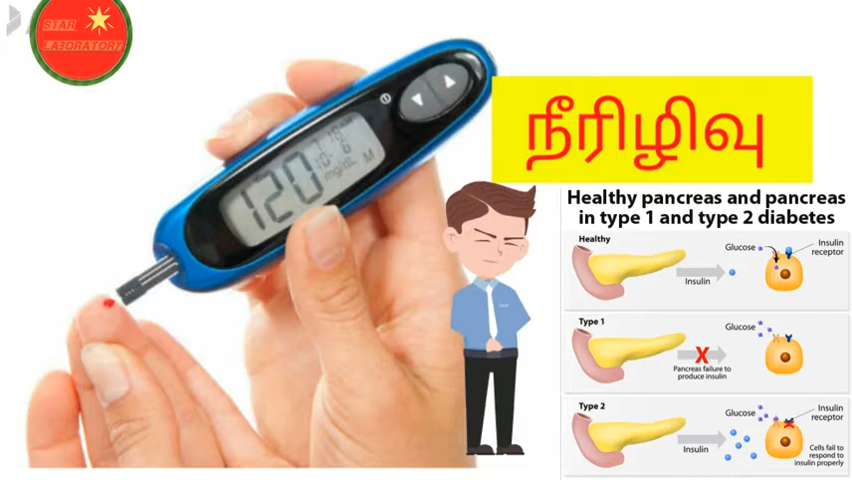 STAR
LABORATORY
120
mg/dL M
நீரிழிவு
Healthy pancreas and pancreas
in type 1 and type 2 diabetes
Healthy
Glucose
Insulin
receptor
Insulin
Type 1
Glucose
X
Pancreas failure to
produce insulin
Type 2
Glucose
Insulin
receptor
Insulin
Cells fail to
respond to
insulin properly